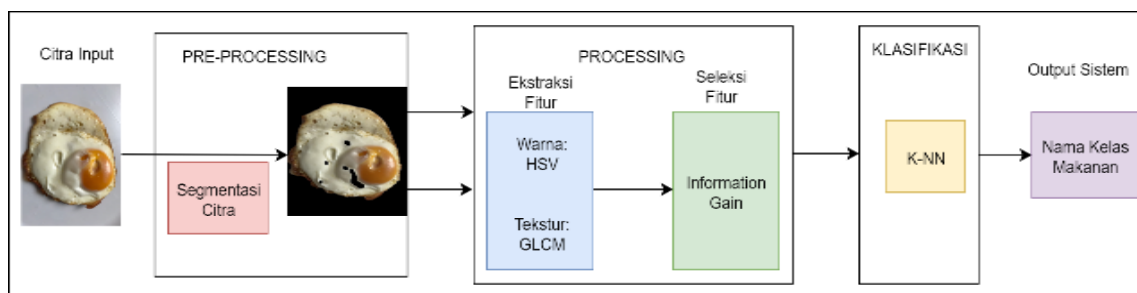 Citra Input
PRE-PROCESSING
Segmentasi
Citra
PROCESSING
Ekstraksi
Fitur
Warna:
HSV
Tekstur:
GLCM
Seleksi
Fitur
Information
Gain
KLASIFIKASI
K-NN
Output Sistem
Nama Kelas
Makanan